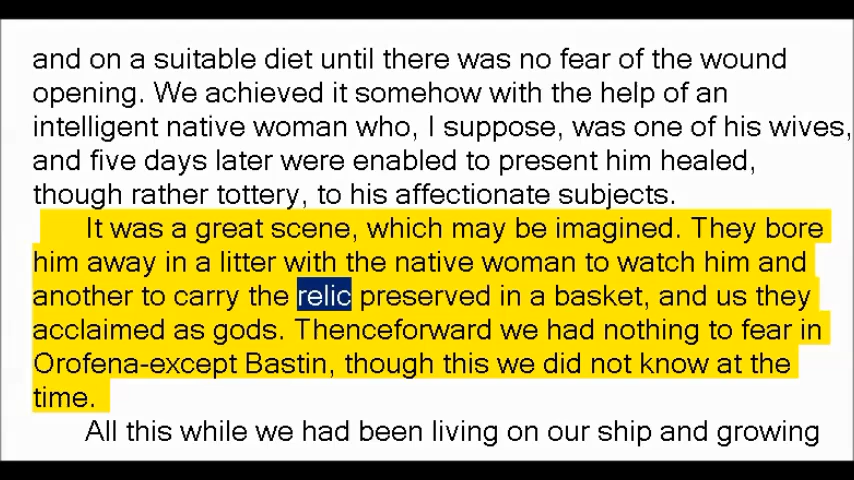 and on a suitable diet until there was no fear of the wound
opening. We achieved it somehow with the help of an
intelligent native woman who, I suppose, was one of his wives,
and five days later were enabled to present him healed,
though rather tottery, to his affectionate subjects.
It was a great scene, which may be imagined. They bore
him away in a litter with the native woman to watch him and
another to carry the relic preserved in a basket, and us they
acclaimed as gods. Thenceforward we had nothing to fear in
Orofena-except Bastin, though this we did not know at the
time.
All this while we had been living on our ship and growing